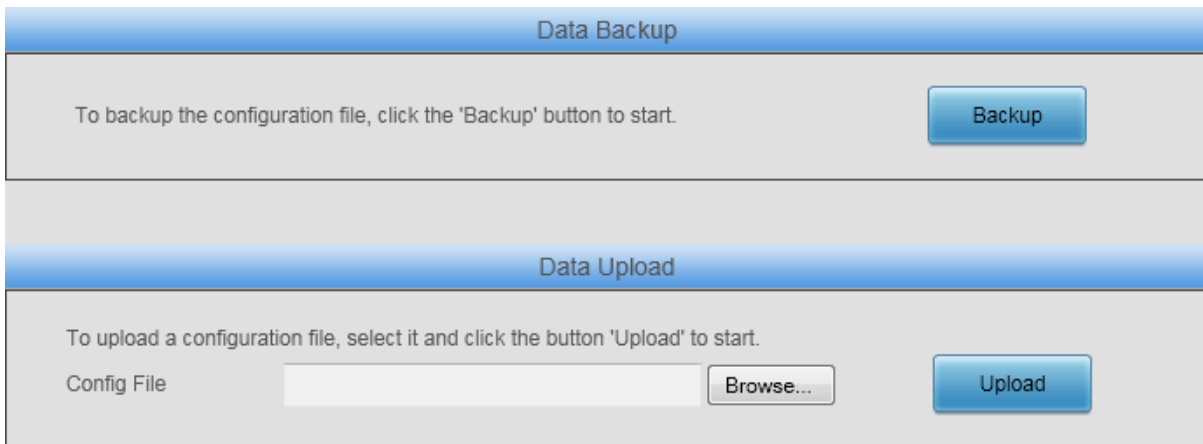 Data Backup
To backup the configuration file, click the 'Backup' button to start.
Backup
Data Upload
To upload a configuration file, select it and click the button 'Upload' to start.
Config File
Browse...
Upload